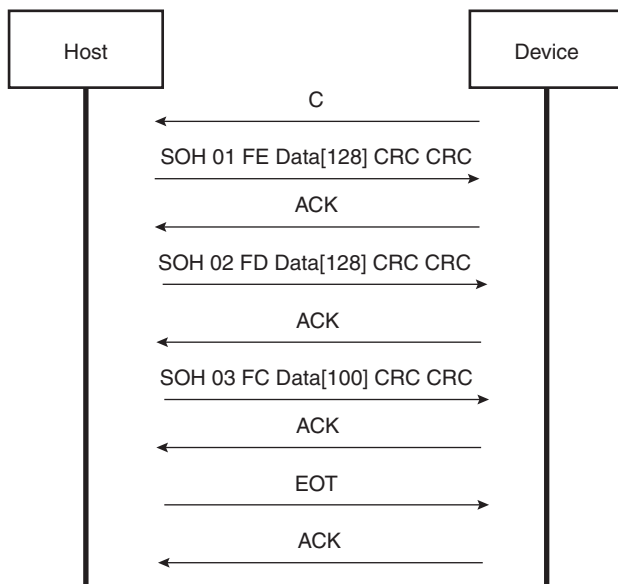 Host
Device
C
SOH 01 FE Data[128] CRC CRC
ACK
SOH 02 FD Data[128] CRC CRC
ACK
SOH 03 FC Data[100] CRC CRC
ACK
EOT
ACK